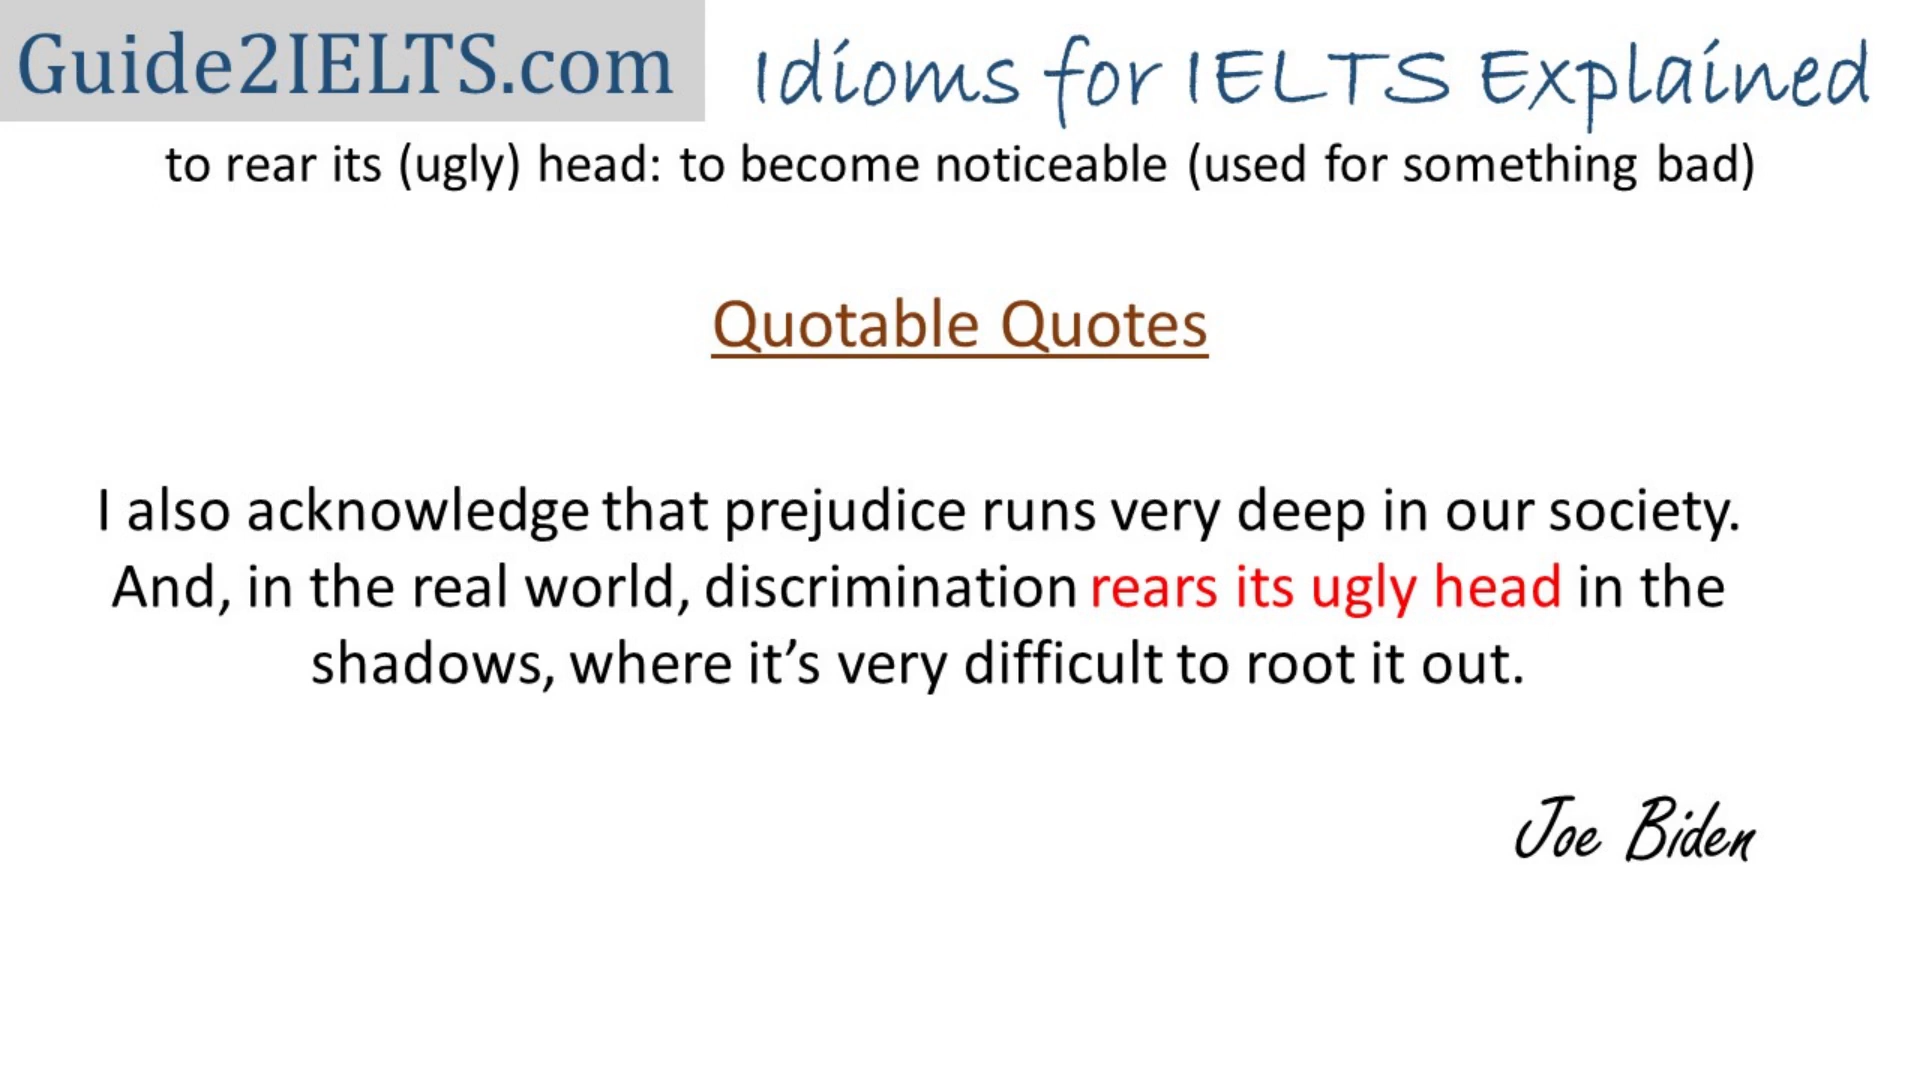 Guide2IELTS.com
Idioms for IELTS Explained
to rear its (ugly) head: to become noticeable (used for something bad)
Quotable Quotes
I also acknowledge that prejudice runs very deep in our society.
And, in the real world, discrimination rears its ugly head in the
shadows, where it’s very difficult to root it out.
Joe Biden